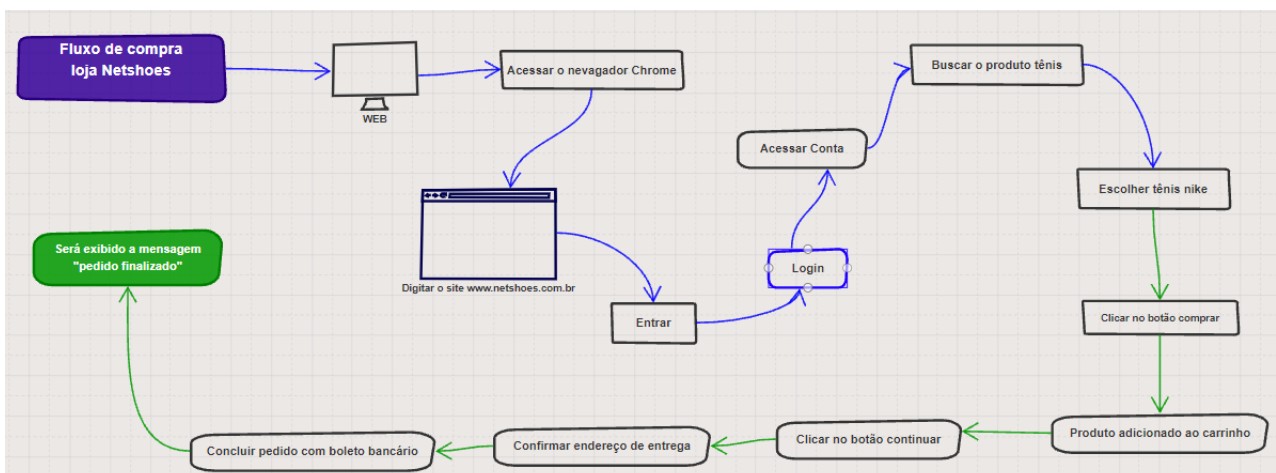 Fluxo de compra
loja Netshoes
WEB
Acessar o nevagador Chrome
Digitar o site www.netshoes.com.br
Entrar
Login
Acessar Conta
Buscar o produto tênis
Escolher tênis nike
Clicar no botão comprar
Produto adicionado ao carrinho
Clicar no botão continuar
Confirmar endereço de entrega
Concluir pedido com boleto bancário
Será exibido a mensagem
"pedido finalizado"